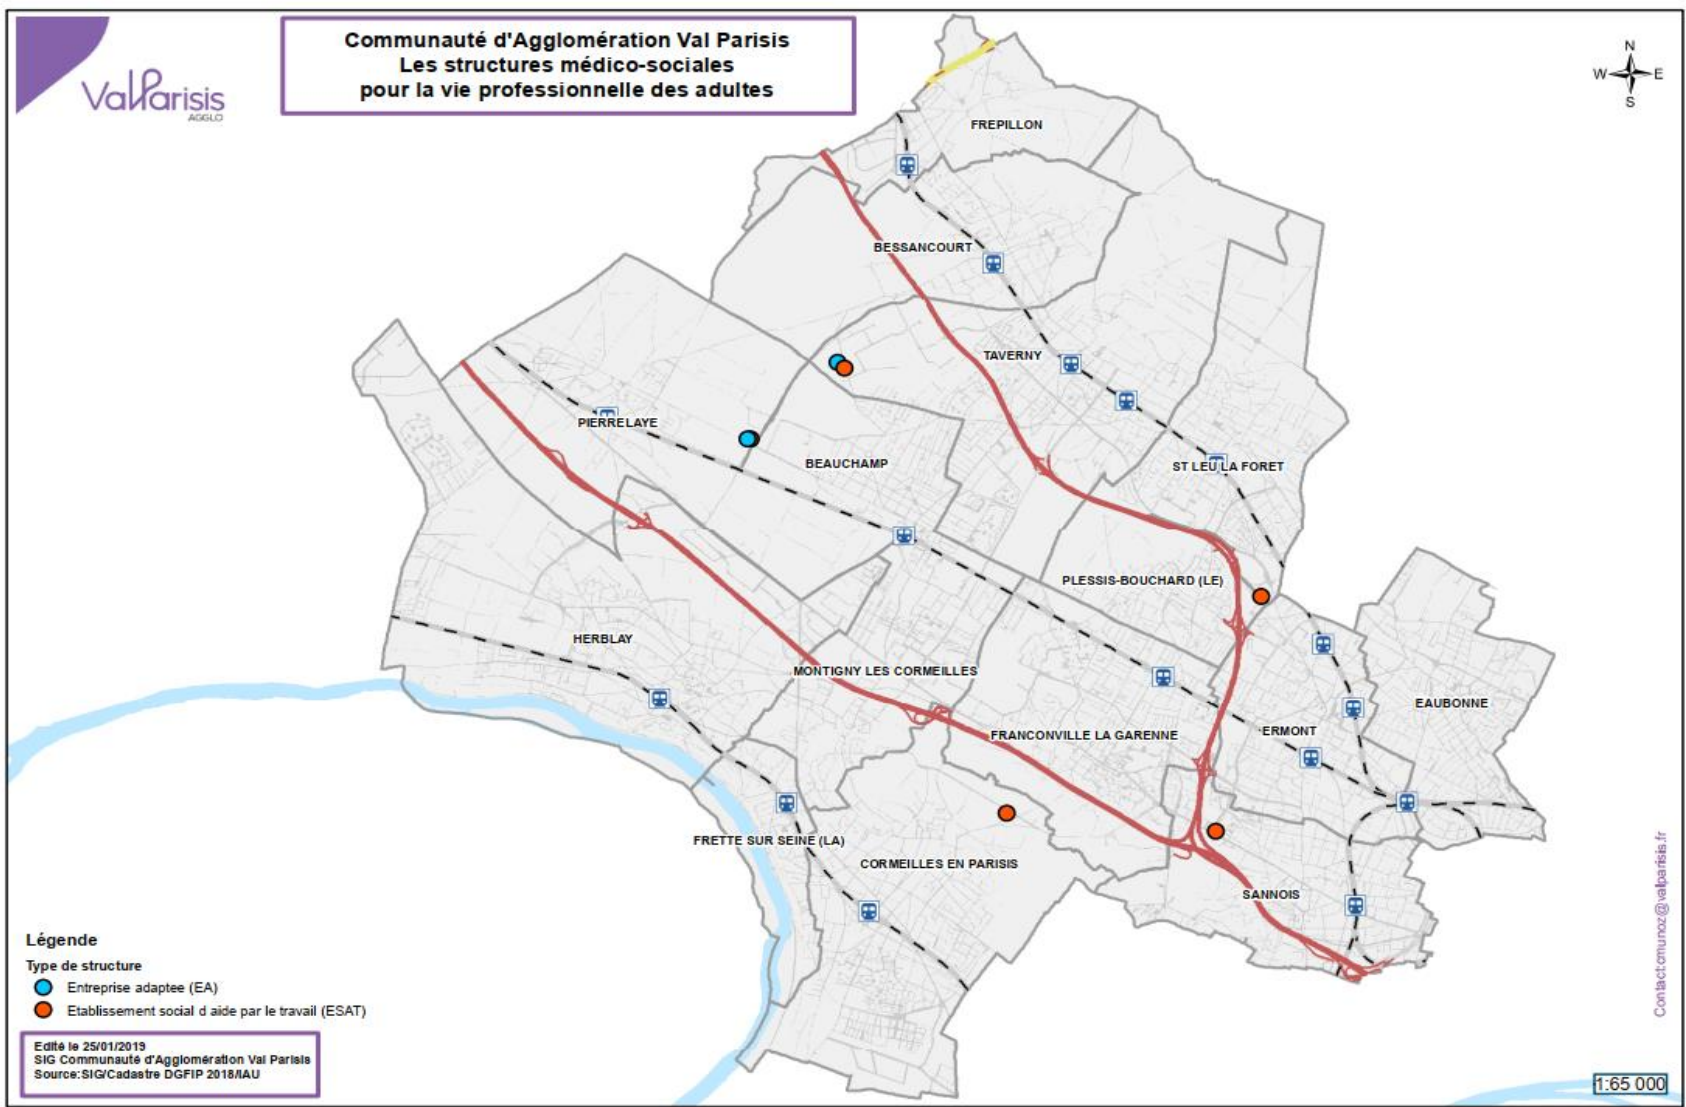 Communauté d'Agglomération Val Parisis
Les structures médico-sociales
pour la vie professionnelle des adultes
ValParisis
AGGLO
N
W E
S
FREPILLON
BESSANCOURT
TAVERNY
PIERRELAYE
BEAUCHAMP
ST LEU LA FORET
PLESSIS-BOUCHARD (LE)
HERBLAY
MONTIGNY LES CORMEILLES
EAUBONNE
FRANCONVILLE LA GARENNE
ERMONT
FRETTE SUR SEINE (LA)
CORMEILLES EN PARISIS
SANNOIS
Légende
Type de structure
Entreprise adaptee (EA)
Etablissement social d aide par le travail (ESAT)
Edité le 25/01/2019
SIG Communauté d'Agglomération Val Parisis
Source:SIG/Cadastre DGFIP 2018/IAU
Contact:omunoz@valparisis.fr
1:65 000